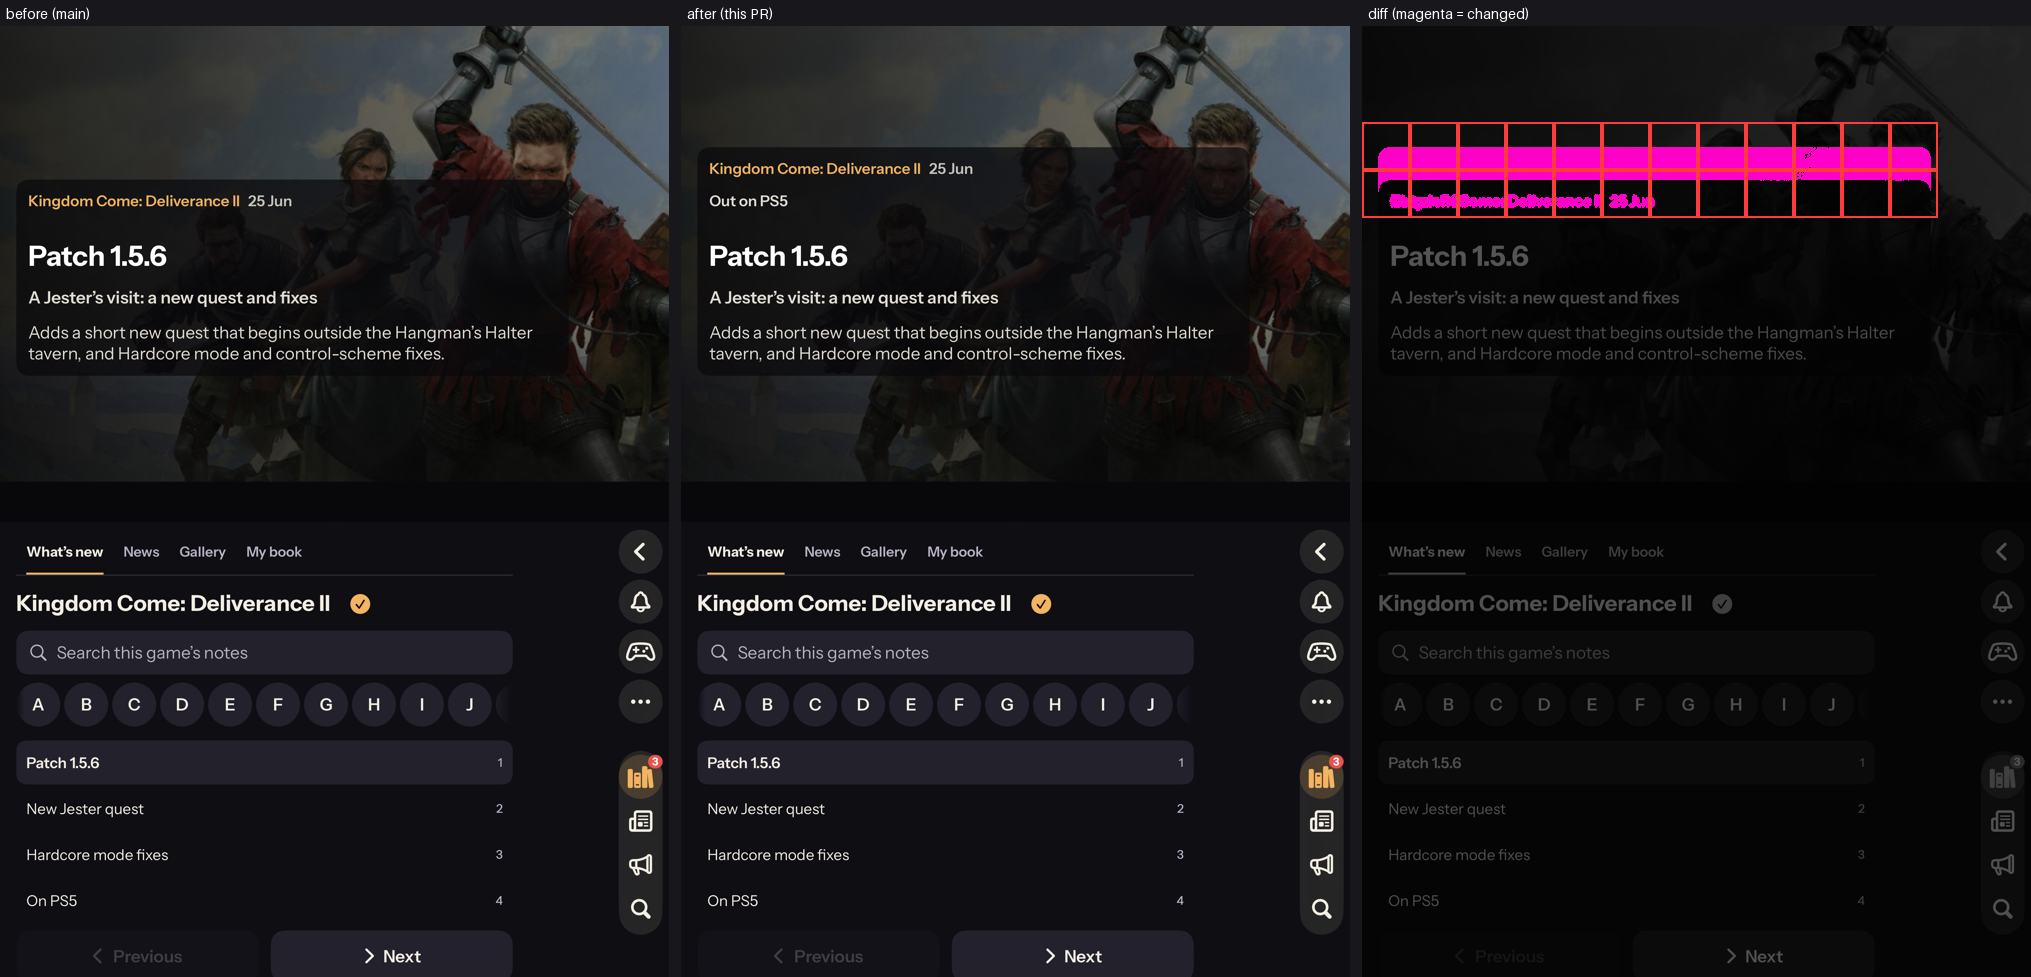 before (main)
Kingdom Come: Deliverance II 25 Jun
Patch 1.5.6
A Jester’s visit: a new quest and fixes
Adds a short new quest that begins outside the Hangman’s Halter
tavern, and Hardcore mode and control-scheme fixes.
What’s new News Gallery My book
Kingdom Come: Deliverance II
Search this game’s notes
A B C D E F G H I J
Patch 1.5.6 1
3
New Jester quest 2
Hardcore mode fixes 3
On PS5 4
Previous Next
after (this PR)
Kingdom Come: Deliverance II 25 Jun
Out on PS5
Patch 1.5.6
A Jester’s visit: a new quest and fixes
Adds a short new quest that begins outside the Hangman’s Halter
tavern, and Hardcore mode and control-scheme fixes.
What’s new News Gallery My book
Kingdom Come: Deliverance II
Search this game’s notes
A B C D E F G H I J
Patch 1.5.6 1
3
New Jester quest 2
Hardcore mode fixes 3
On PS5 4
Previous Next
diff (magenta = changed)
25 Jun
Patch 1.5.6
A Jester’s visit: a new quest and fixes
Adds a short new quest that begins outside the Hangman’s Halter
tavern, and Hardcore mode and control-scheme fixes.
What’s new News Gallery My book
Kingdom Come: Deliverance II
Search this game’s notes
A B C D E F G H I J
Patch 1.5.6 1
3
New Jester quest 2
Hardcore mode fixes 3
On PS5 4
Previous Next